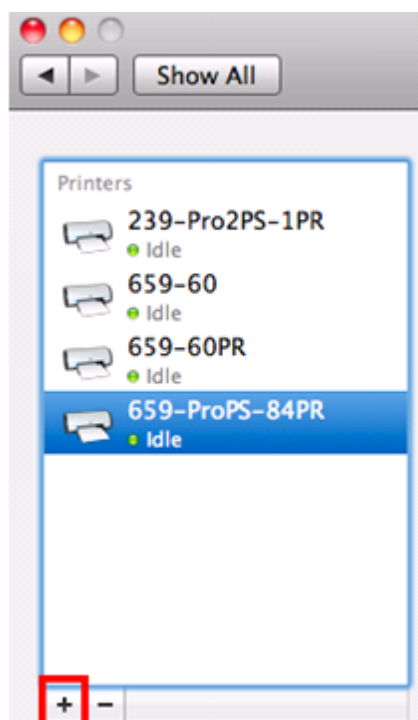 Show All
Printers
239-Pro2PS-1PR
Idle
659-60
Idle
659-60PR
Idle
659-ProPS-84PR
Idle
+ −